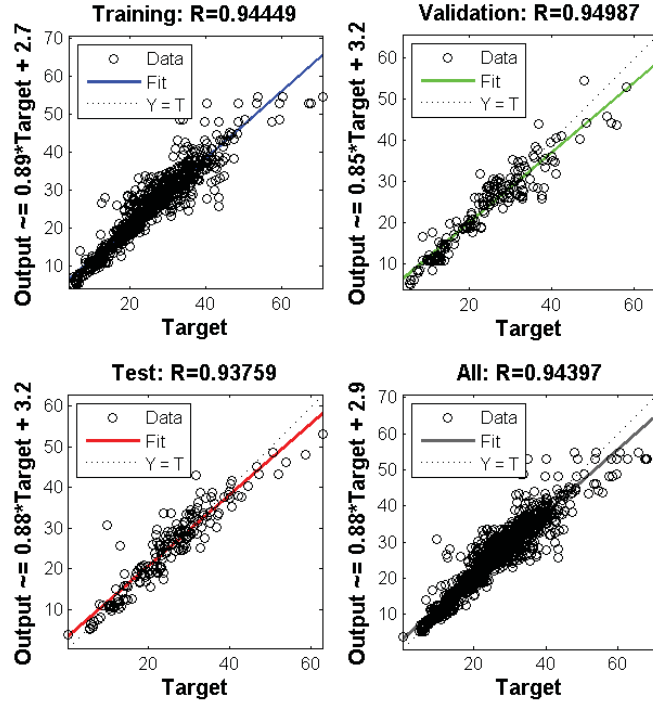 Training: R=0.94449
Output ~= 0.89*Target + 2.7
70
60
50
40
30
20
10
Data
Fit
Y = T
20
40
60
Target
Validation: R=0.94987
Output ~= 0.85*Target + 3.2
60
50
40
30
20
10
Data
Fit
Y = T
20
40
60
Target
Test: R=0.93759
Output ~= 0.88*Target + 3.2
60
50
40
30
20
10
Data
Fit
Y = T
20
40
60
Target
All: R=0.94397
Output ~= 0.88*Target + 2.9
70
60
50
40
30
20
10
Data
Fit
Y = T
20
40
60
Target